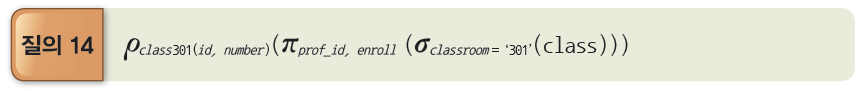 질의 14 ρclass301(id, number)(πprof_id, enroll (σclassroom = ‘301’(class)))